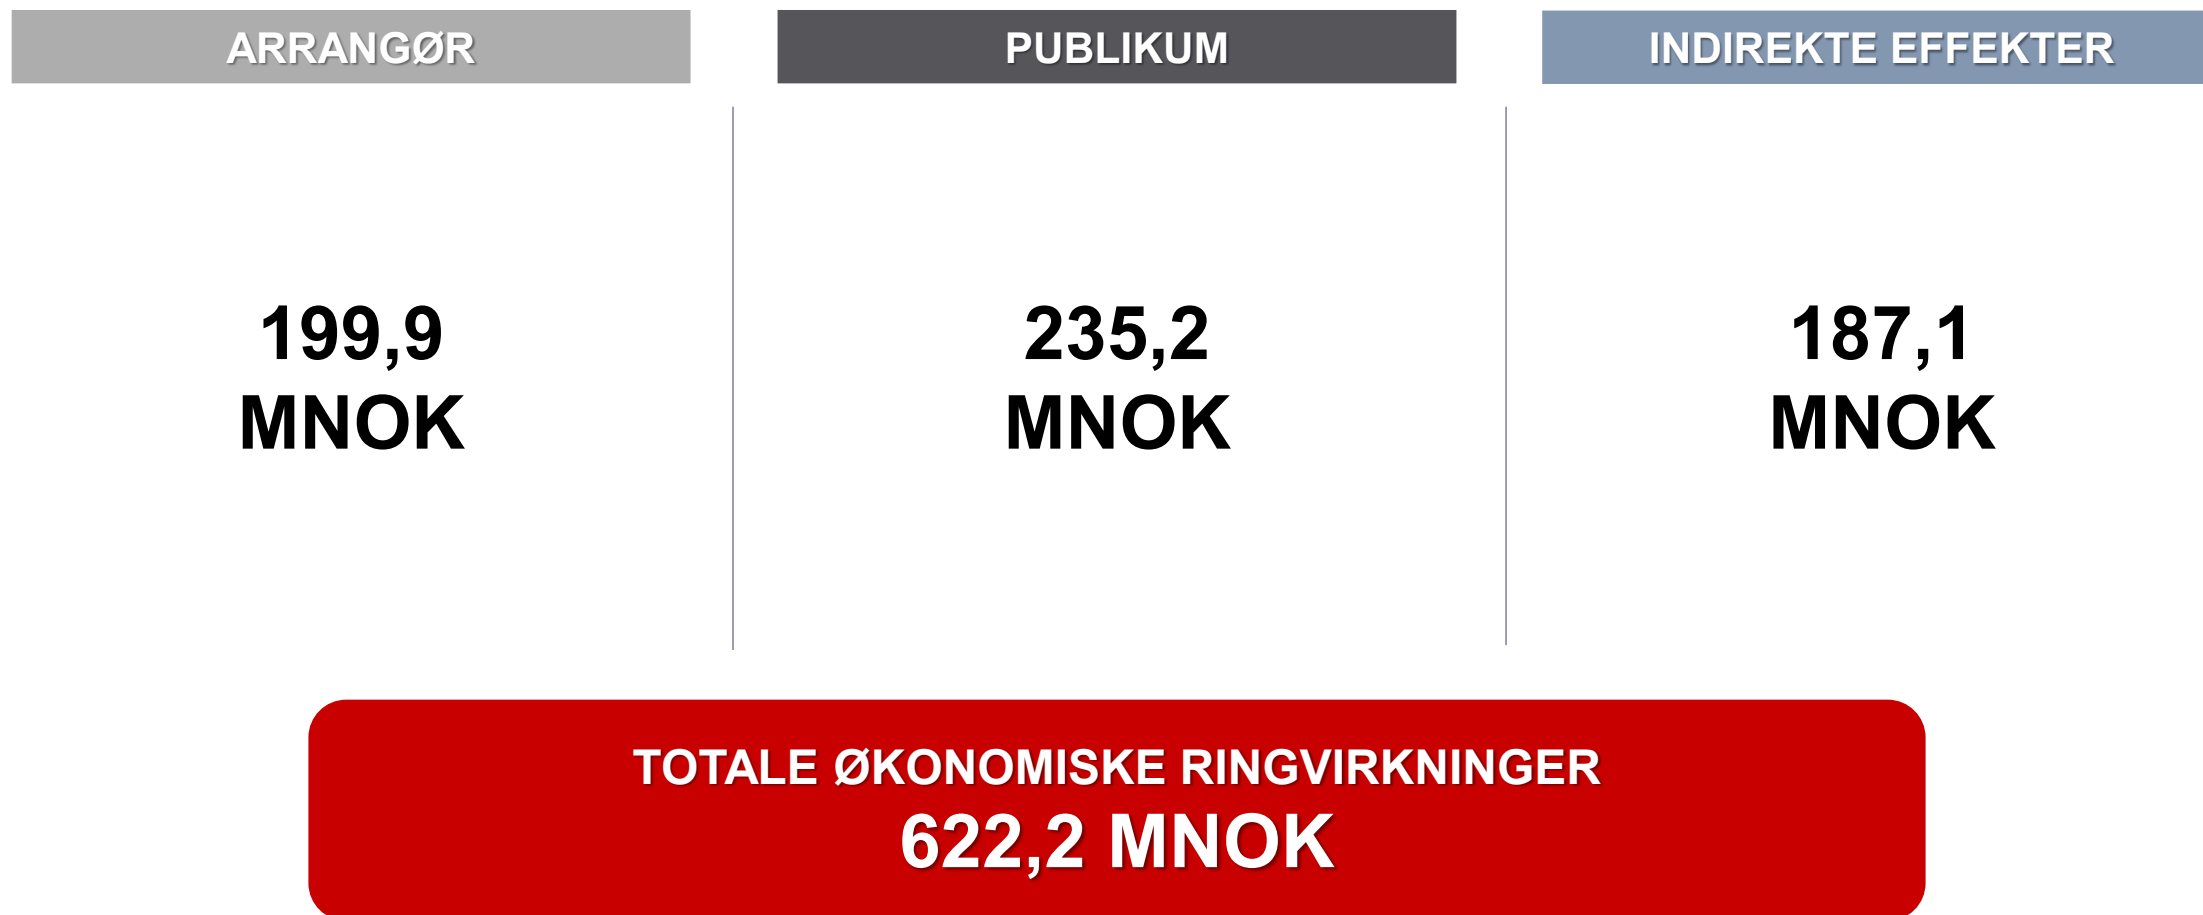 ARRANGØR
PUBLIKUM
INDIREKTE EFFEKTER
199,9
MNOK
235,2
MNOK
187,1
MNOK
TOTALE ØKONOMISKE RINGVIRKNINGER
622,2 MNOK